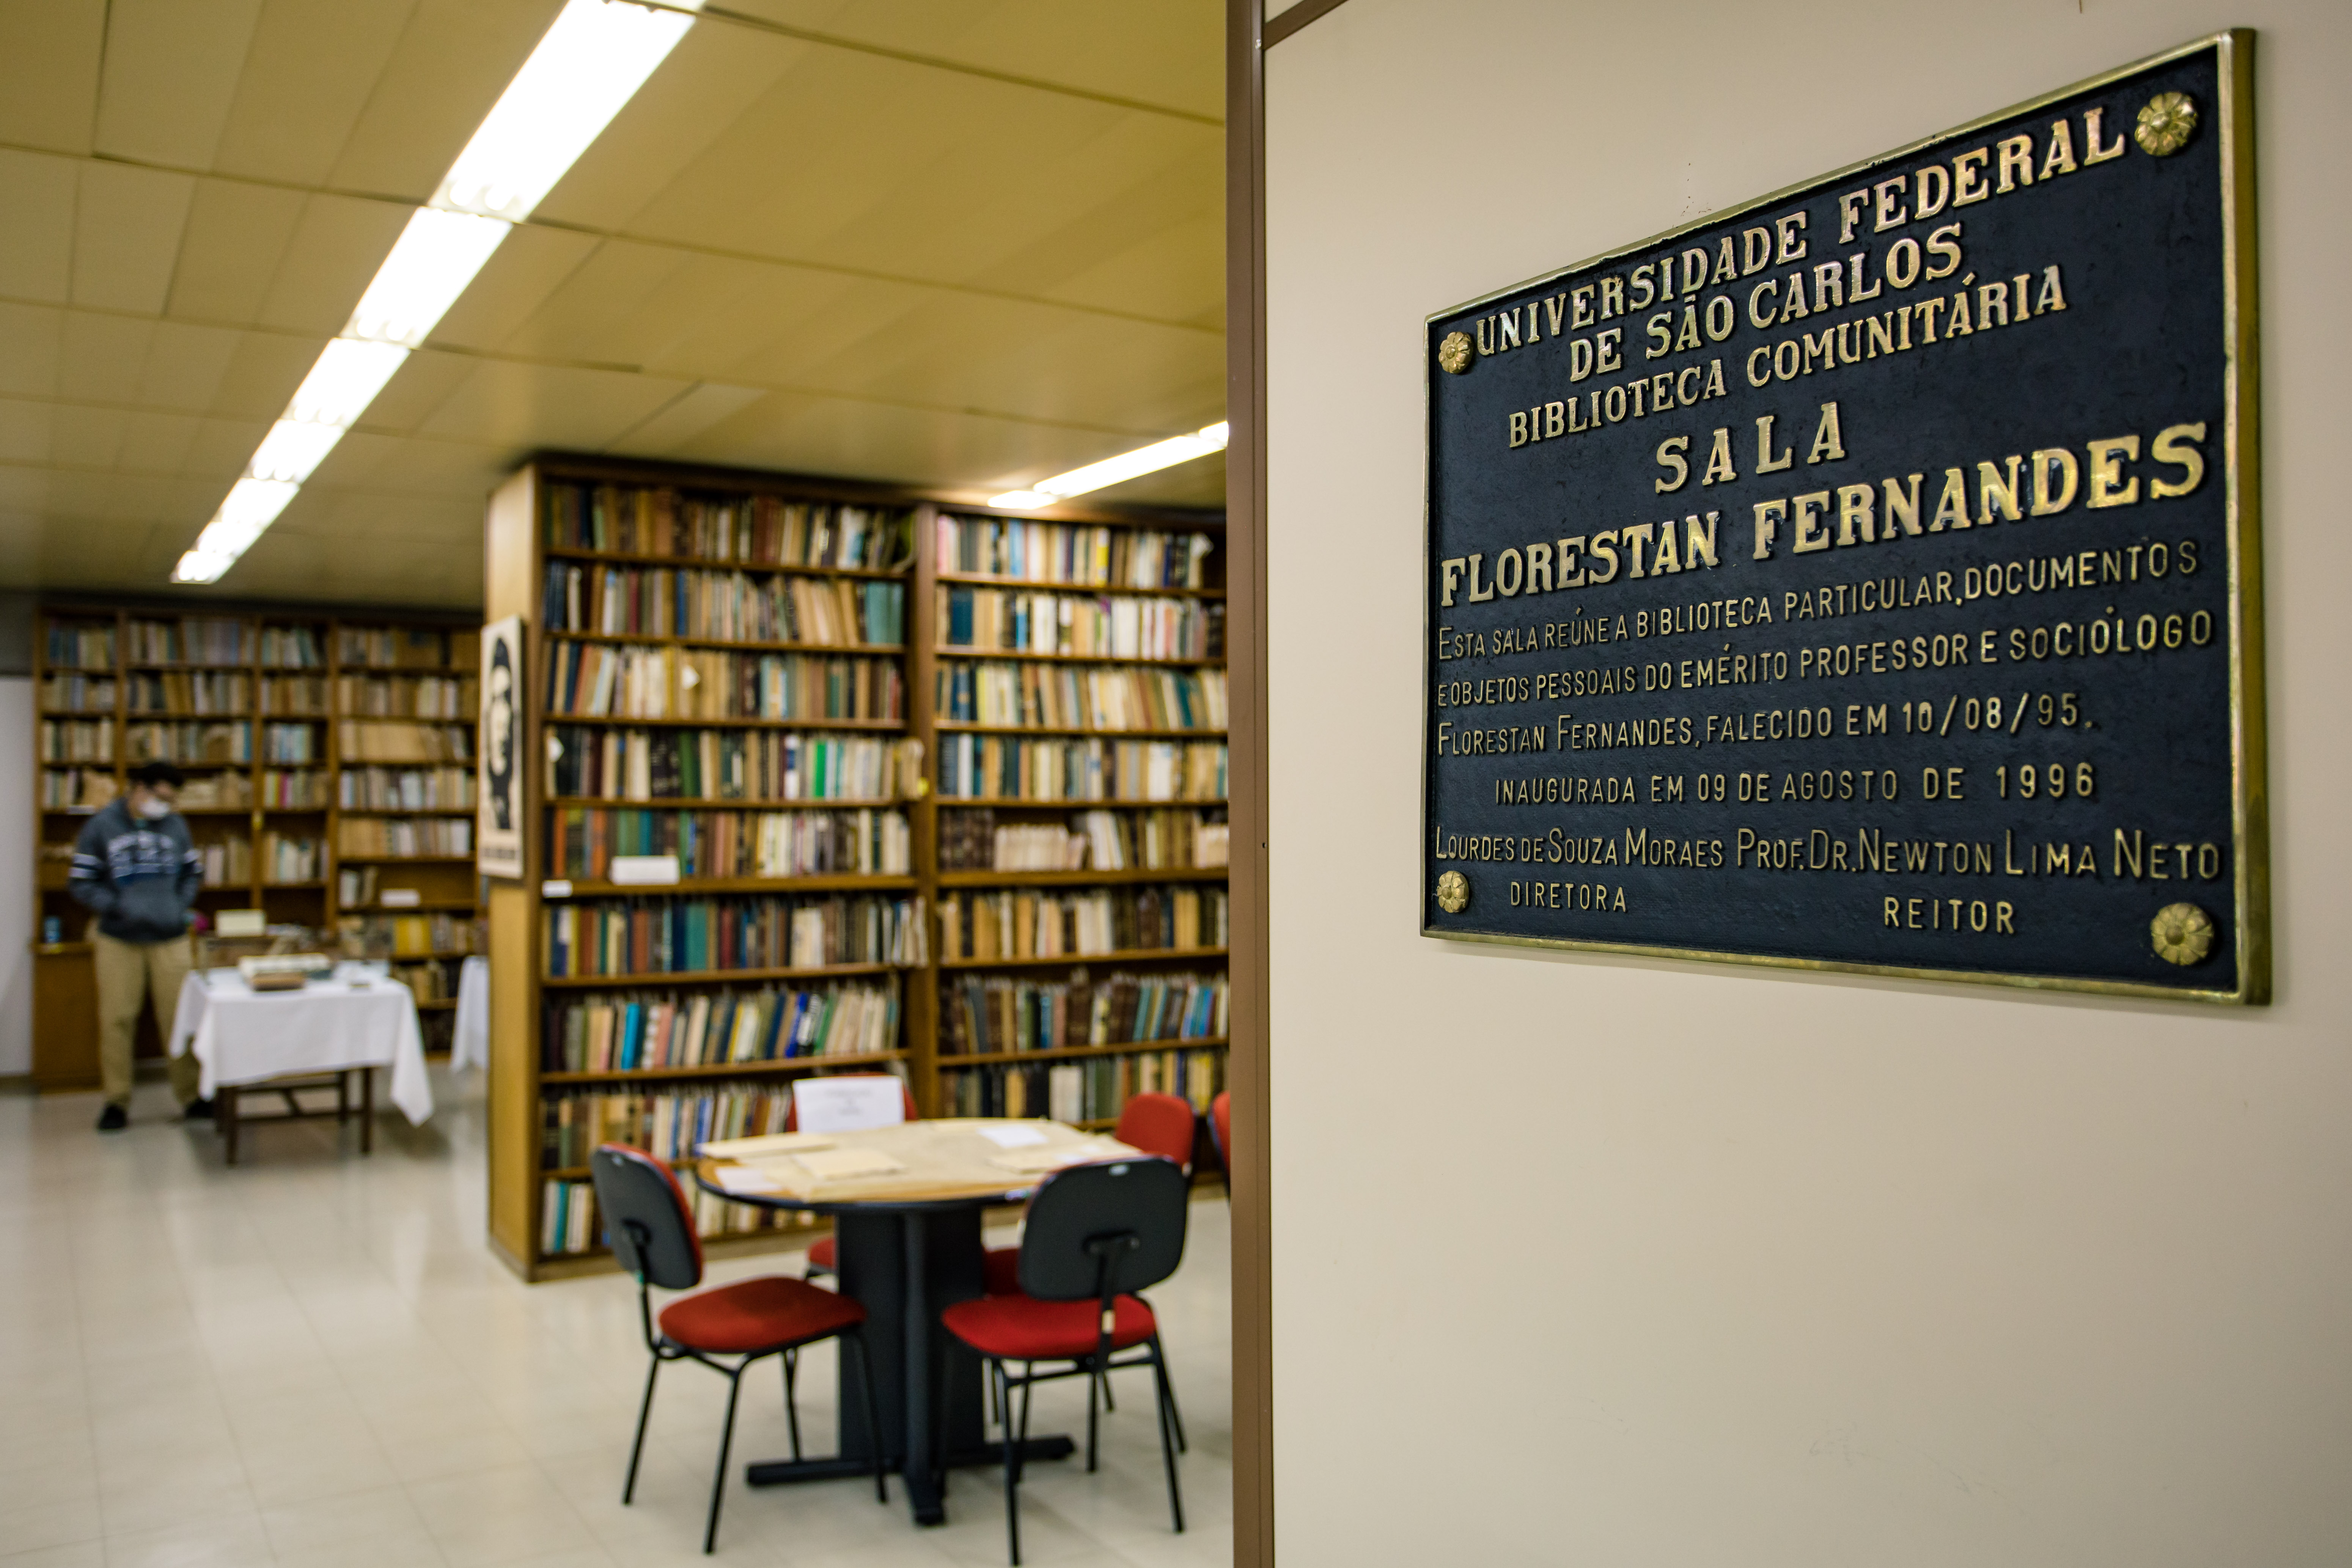 UNIVERSIDADE FEDERAL
DE SÃO CARLOS
BIBLIOTECA COMUNITÁRIA
SALA
FLORESTAN FERNANDES
ESTA SALA REÚNE A BIBLIOTECA PARTICULAR, DOCUMENTOS
E OBJETOS PESSOAIS DO EMÉRITO PROFESSOR E SOCIÓLOGO
FLORESTAN FERNANDES, FALECIDO EM 10/08/95.
INAUGURADA EM 09 DE AGOSTO DE 1996
LOURDES DE SOUZA MORAES PROF. DR. NEWTON LIMA NETO
DIRETORA REITOR